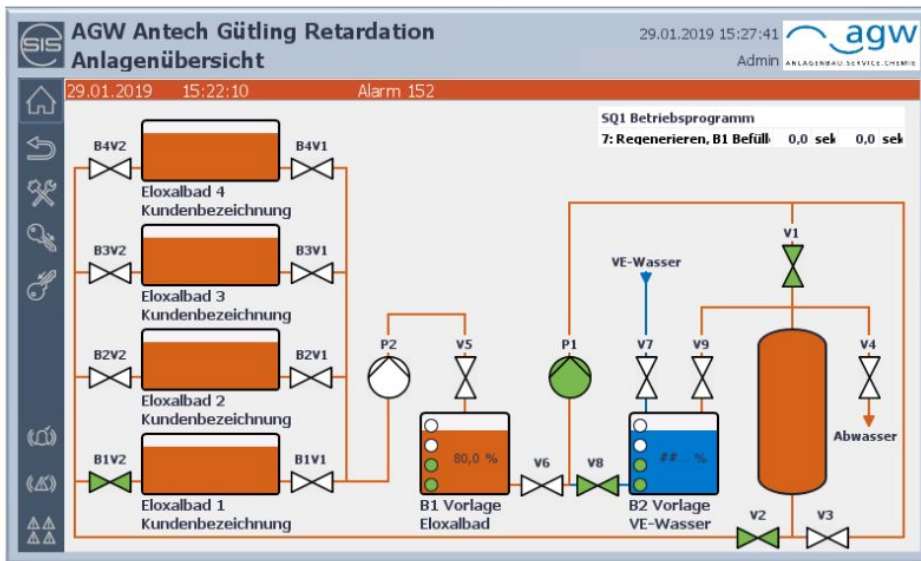 SIS
AGW Antech Gütling Retardation
Anlagenübersicht
29.01.2019 15:27:41
Admin
agw
ANLAGENBAU.SERVICE.CHEMIE
29.01.2019 15:22:10 Alarm 152
SQ1 Betriebsprogramm
7: Regenerieren, B1 Befüll 0,0 sek 0,0 sek
B4V2 B4V1
Eloxalbad 4
Kundenbezeichnung
B3V2 B3V1
Eloxalbad 3
Kundenbezeichnung
B2V2 B2V1
Eloxalbad 2
Kundenbezeichnung
B1V2 B1V1
Eloxalbad 1
Kundenbezeichnung
P2 V5
80,0 %
B1 Vorlage
Eloxalbad
V6
P1
V8
VE-Wasser
V7 V9
##.. %
B2 Vorlage
VE-Wasser
V1
V4
Abwasser
V2 V3